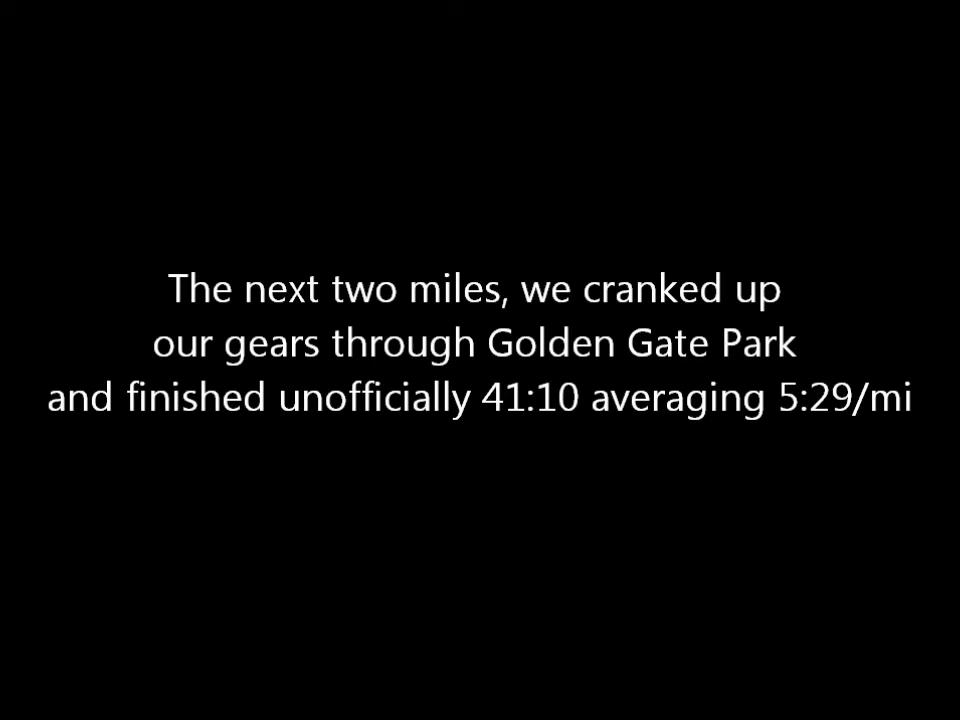 The next two miles, we cranked up
our gears through Golden Gate Park
and finished unofficially 41:10 averaging 5:29/mi